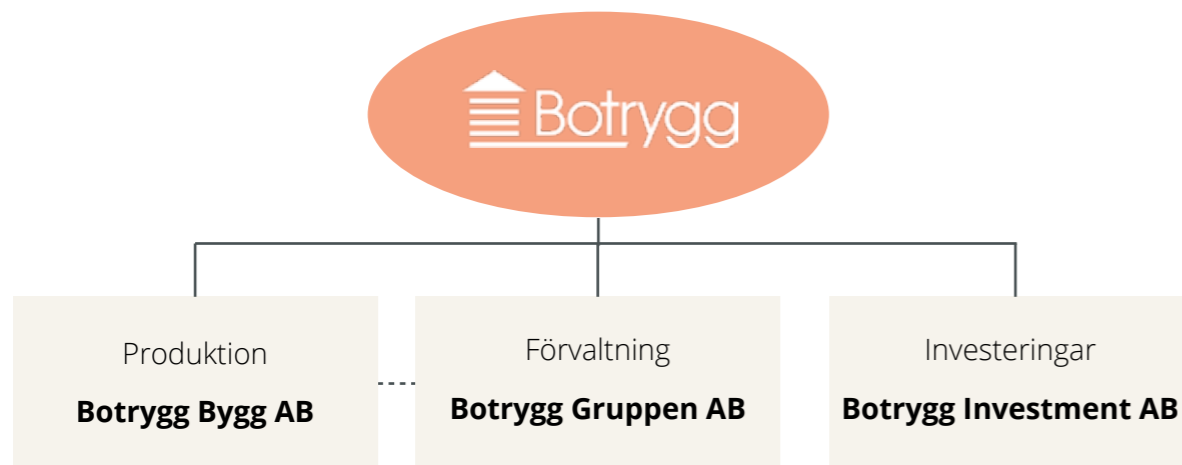 Botrygg
Produktion
Botrygg Bygg AB
Förvaltning
Botrygg Gruppen AB
Investeringar
Botrygg Investment AB